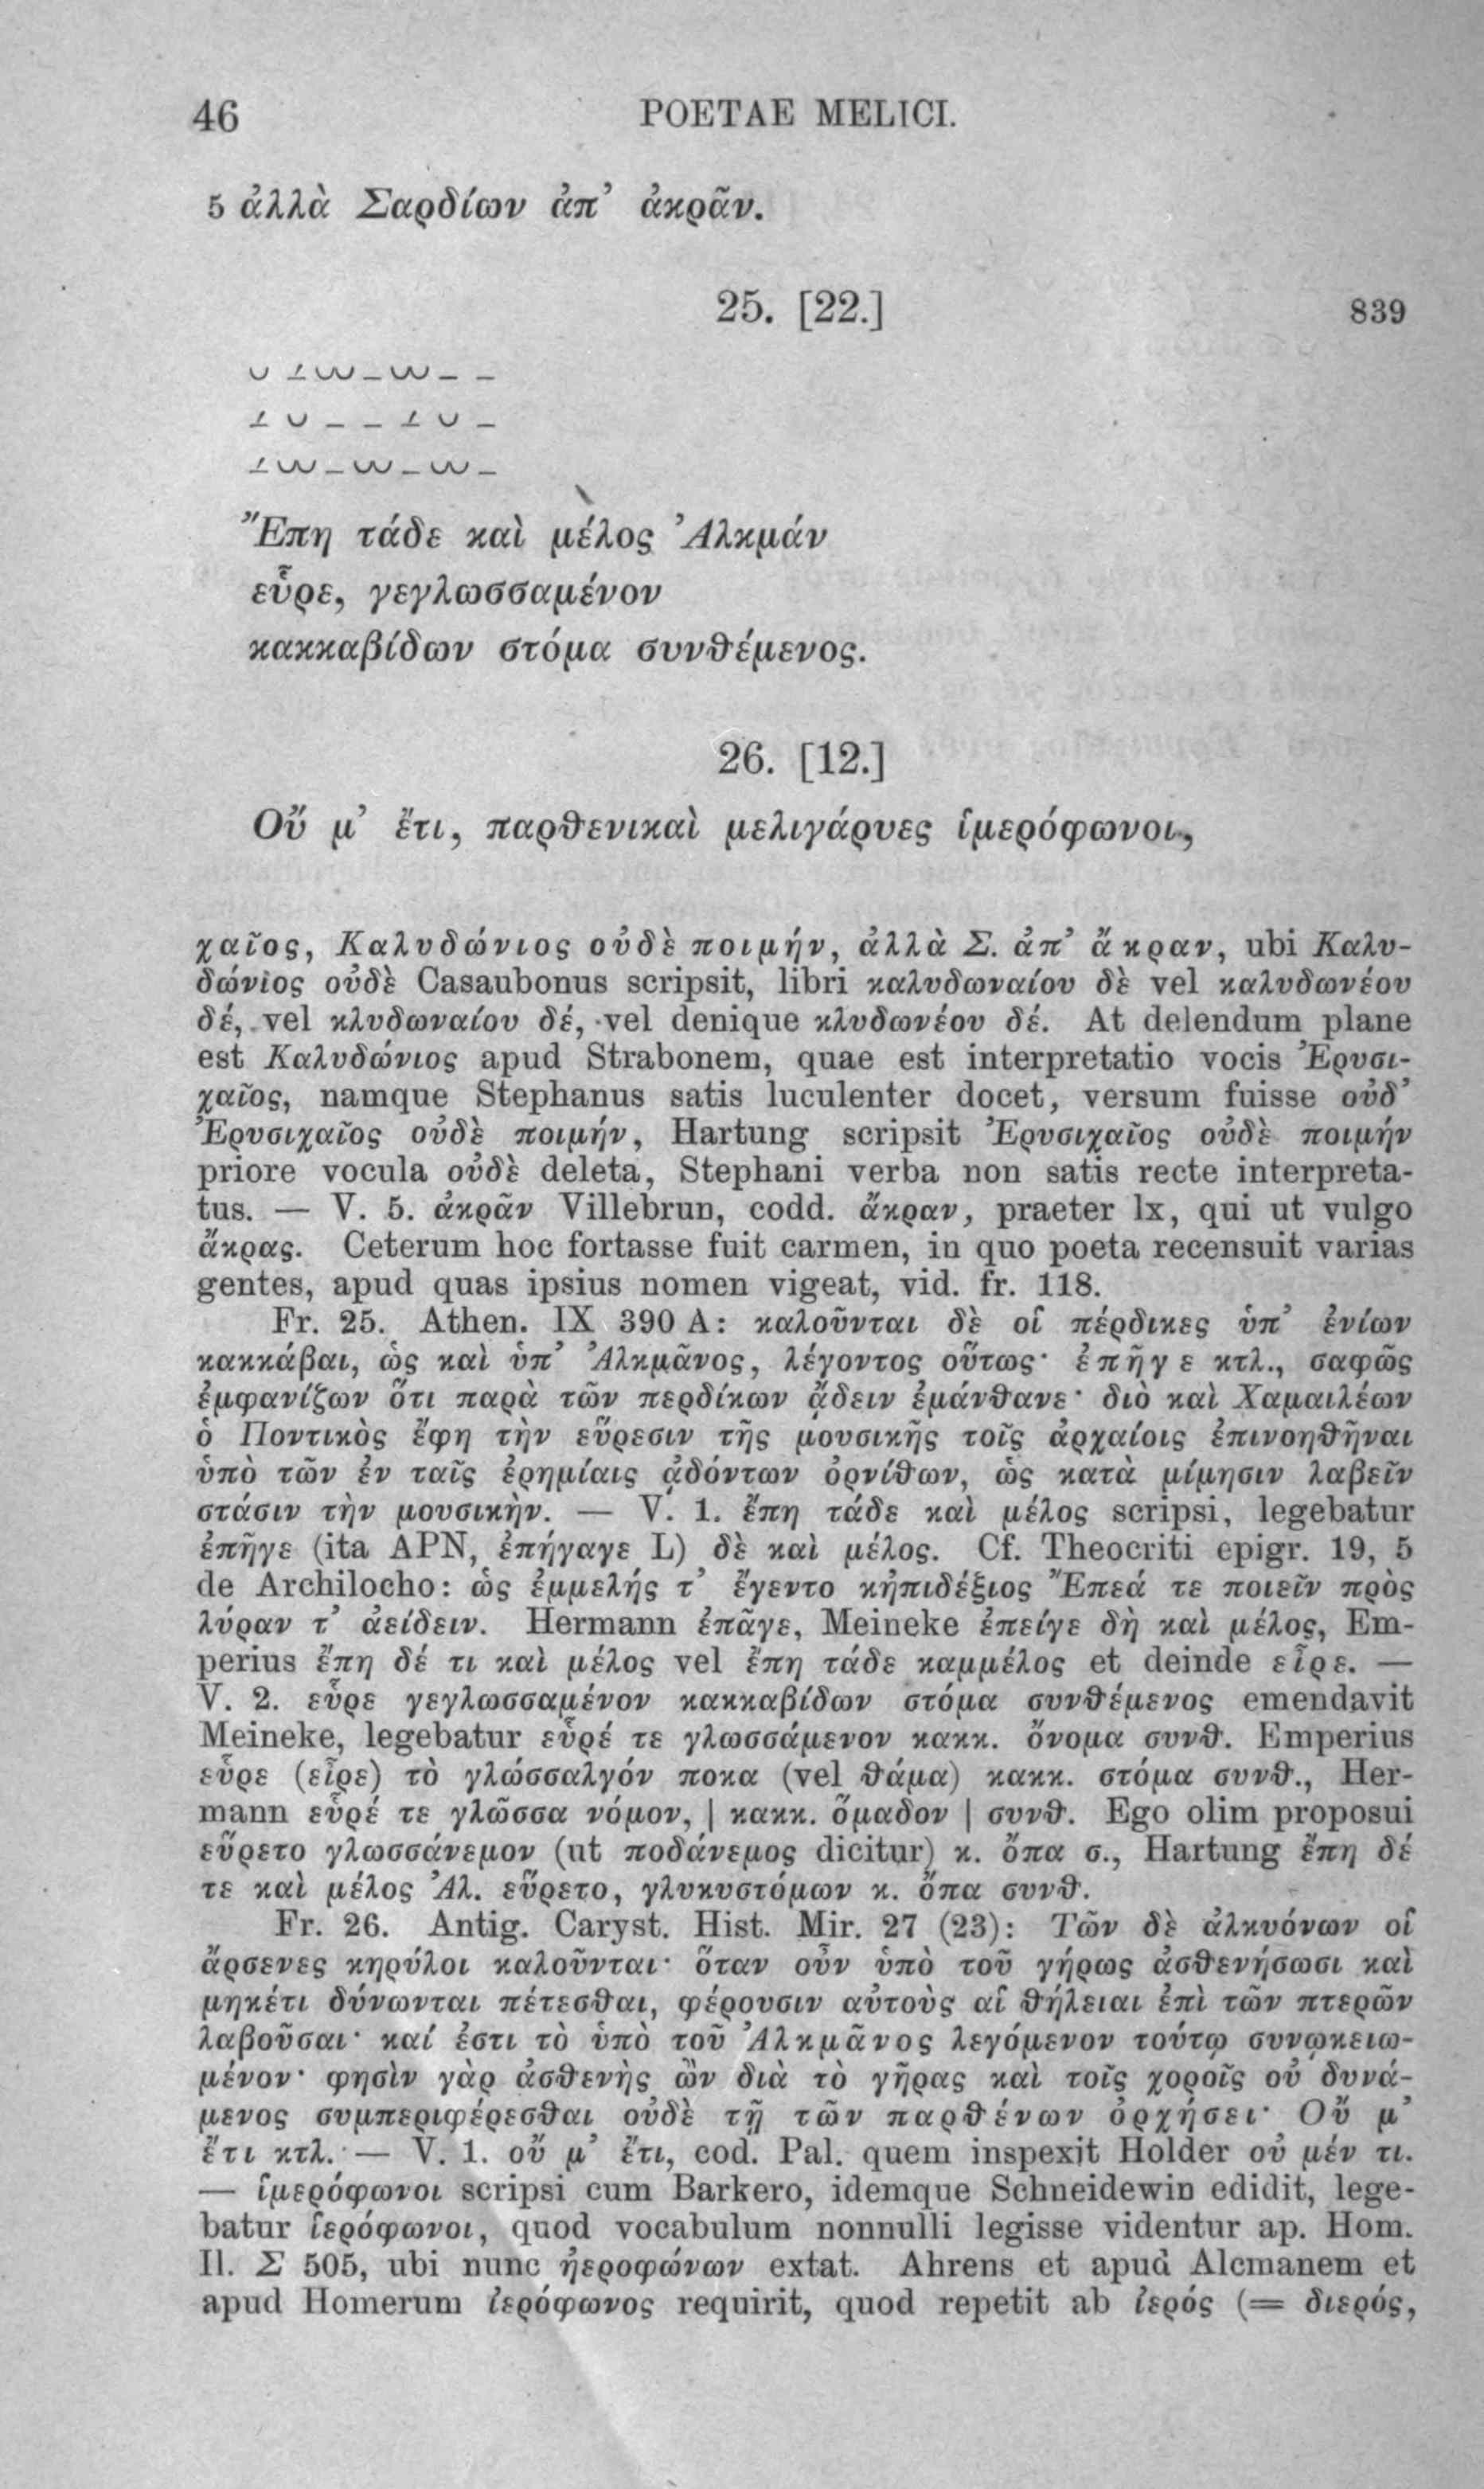 46 POETAE MELICI.
5 ἀλλὰ Σαρδίων ἀπ’ ἀκρᾶν.
25. [22.] 839
∪ –́ ∪∪ – ∪∪ – –
–́ ∪ – – –́ ∪ –
–́ ∪∪ – ∪∪ – ∪∪ –
Ἔπη τάδε καὶ μέλος Ἀλκμάν
εὗρε, γεγλωσσαμένον
κακκαβίδων στόμα συνθέμενος.
26. [12.]
Οὔ μ’ ἔτι, παρθενικαὶ μελιγάρυες ἱμερόφωνοι,
χαῖος, Καλυδώνιος οὐδὲ ποιμήν, ἀλλὰ Σ. ἀπ’ ἄκραν, ubi Καλυ-
δώνιος οὐδὲ Casaubonus scripsit, libri καλυδωναίου δὲ vel καλυδωνέου
δέ, vel κλυδωναίου δέ, vel denique κλυδωνέου δέ. At delendum plane
est Καλυδώνιος apud Strabonem, quae est interpretatio vocis Ἐρυσι-
χαῖος, namque Stephanus satis luculenter docet, versum fuisse οὐδ’
Ἐρυσιχαῖος οὐδὲ ποιμήν, Hartung scripsit Ἐρυσιχαῖος οὐδὲ ποιμήν
priore vocula οὐδὲ deleta, Stephani verba non satis recte interpreta-
tus. — V. 5. ἀκρᾶν Villebrun, codd. ἄκραν, praeter lx, qui ut vulgo
ἄκρας. Ceterum hoc fortasse fuit carmen, in quo poeta recensuit varias
gentes, apud quas ipsius nomen vigeat, vid. fr. 118.
Fr. 25. Athen. IX 390 A: καλοῦνται δὲ οἱ πέρδικες ὑπ’ ἐνίων
κακκάβαι, ὡς καὶ ὑπ’ Ἀλκμᾶνος, λέγοντος οὕτως· ἐπῆγε κτλ., σαφῶς
ἐμφανίζων ὅτι παρὰ τῶν περδίκων ᾄδειν ἐμάνθανε· διὸ καὶ Χαμαιλέων
ὁ Ποντικὸς ἔφη τὴν εὕρεσιν τῆς μουσικῆς τοῖς ἀρχαίοις ἐπινοηθῆναι
ὑπὸ τῶν ἐν ταῖς ἐρημίαις ᾀδόντων ὀρνίθων, ὡς κατὰ μίμησιν λαβεῖν
στάσιν τὴν μουσικὴν. — V. 1. ἔπη τάδε καὶ μέλος scripsi, legebatur
ἐπῆγε (ita APN, ἐπήγαγε L) δὲ καὶ μέλος. Cf. Theocriti epigr. 19, 5
de Archilocho: ὡς ἐμμελής τ’ ἔγεντο κἠπιδέξιος Ἔπεά τε ποιεῖν πρὸς
λύραν τ’ ἀείδειν. Hermann ἐπᾶγε, Meineke ἐπείγε δὴ καὶ μέλος, Em-
perius ἔπη δέ τι καὶ μέλος vel ἔπη τάδε καμμέλος et deinde εἶρε. —
V. 2. εὗρε γεγλωσσαμένον κακκαβίδων στόμα συνθέμενος emendavit
Meineke, legebatur εὗρέ τε γλωσσάμενον κακκ. ὄνομα συνθ. Emperius
εὗρε (εἶρε) τὸ γλώσσαλγόν ποκα (vel θάμα) κακκ. στόμα συνθ., Her-
mann εὗρέ τε γλῶσσα νόμον, | κακκ. ὅμαδον | συνθ. Ego olim proposui
εὕρετο γλωσσάνεμον (ut ποδάνεμος dicitur) κ. ὄπα σ., Hartung ἔπη δέ
τε καὶ μέλος Ἀλ. εὕρετο, γλυκυστόμων κ. ὄπα συνθ.
Fr. 26. Antig. Caryst. Hist. Mir. 27 (23): Τῶν δὲ ἀλκυόνων οἱ
ἄρσενες κηρύλοι καλοῦνται· ὅταν οὖν ὑπὸ τοῦ γήρως ἀσθενήσωσι καὶ
μηκέτι δύνωνται πέτεσθαι, φέρουσιν αὐτοὺς αἱ θήλειαι ἐπὶ τῶν πτερῶν
λαβοῦσαι· καί ἐστι τὸ ὑπὸ τοῦ Ἀλκμᾶνος λεγόμενον τούτῳ συνῳκειω-
μένον· φησὶν γὰρ ἀσθενὴς ὢν διὰ τὸ γῆρας καὶ τοῖς χοροῖς οὐ δυνά-
μενος συμπεριφέρεσθαι οὐδὲ τῇ τῶν παρθένων ὀρχήσει· Οὔ μ’
ἔτι κτλ. — V. 1. οὔ μ’ ἔτι, cod. Pal. quem inspexit Holder οὐ μέν τι.
— ἱμερόφωνοι scripsi cum Barkero, idemque Schneidewin edidit, lege-
batur ἱερόφωνοι, quod vocabulum nonnulli legisse videntur ap. Hom.
Il. Σ 505, ubi nunc ἠεροφώνων extat. Ahrens et apud Alcmanem et
apud Homerum ἰερόφωνος requirit, quod repetit ab ἰερός (= διερός,